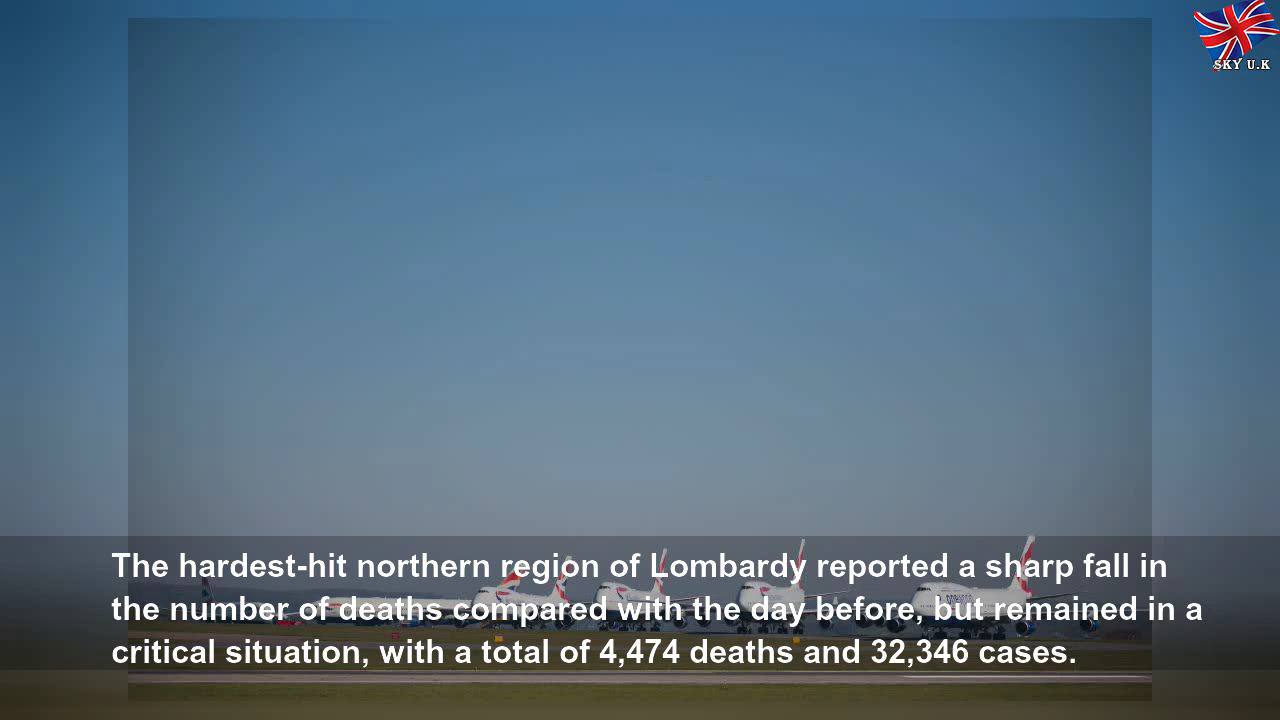 SKY U.K
The hardest-hit northern region of Lombardy reported a sharp fall in
the number of deaths compared with the day before, but remained in a
critical situation, with a total of 4,474 deaths and 32,346 cases.